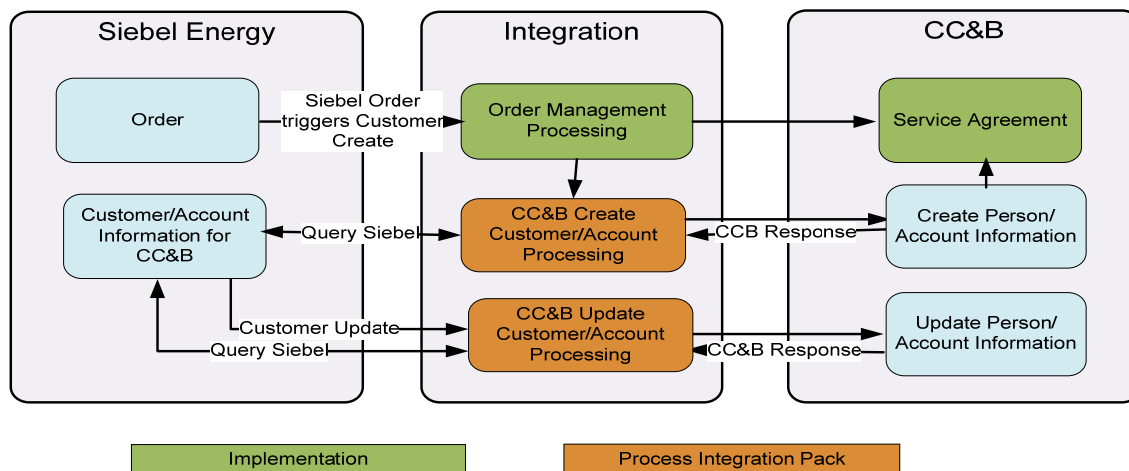 Siebel Energy
Integration
CC&B
Order
Siebel Order
triggers Customer
Create
Order Management
Processing
Service Agreement
Customer/Account
Information for
CC&B
Query Siebel
CC&B Create
Customer/Account
Processing
CCB Response
Create Person/
Account Information
Customer Update
Query Siebel
CC&B Update
Customer/Account
Processing
CC&B Response
Update Person/
Account Information
Implementation
Process Integration Pack